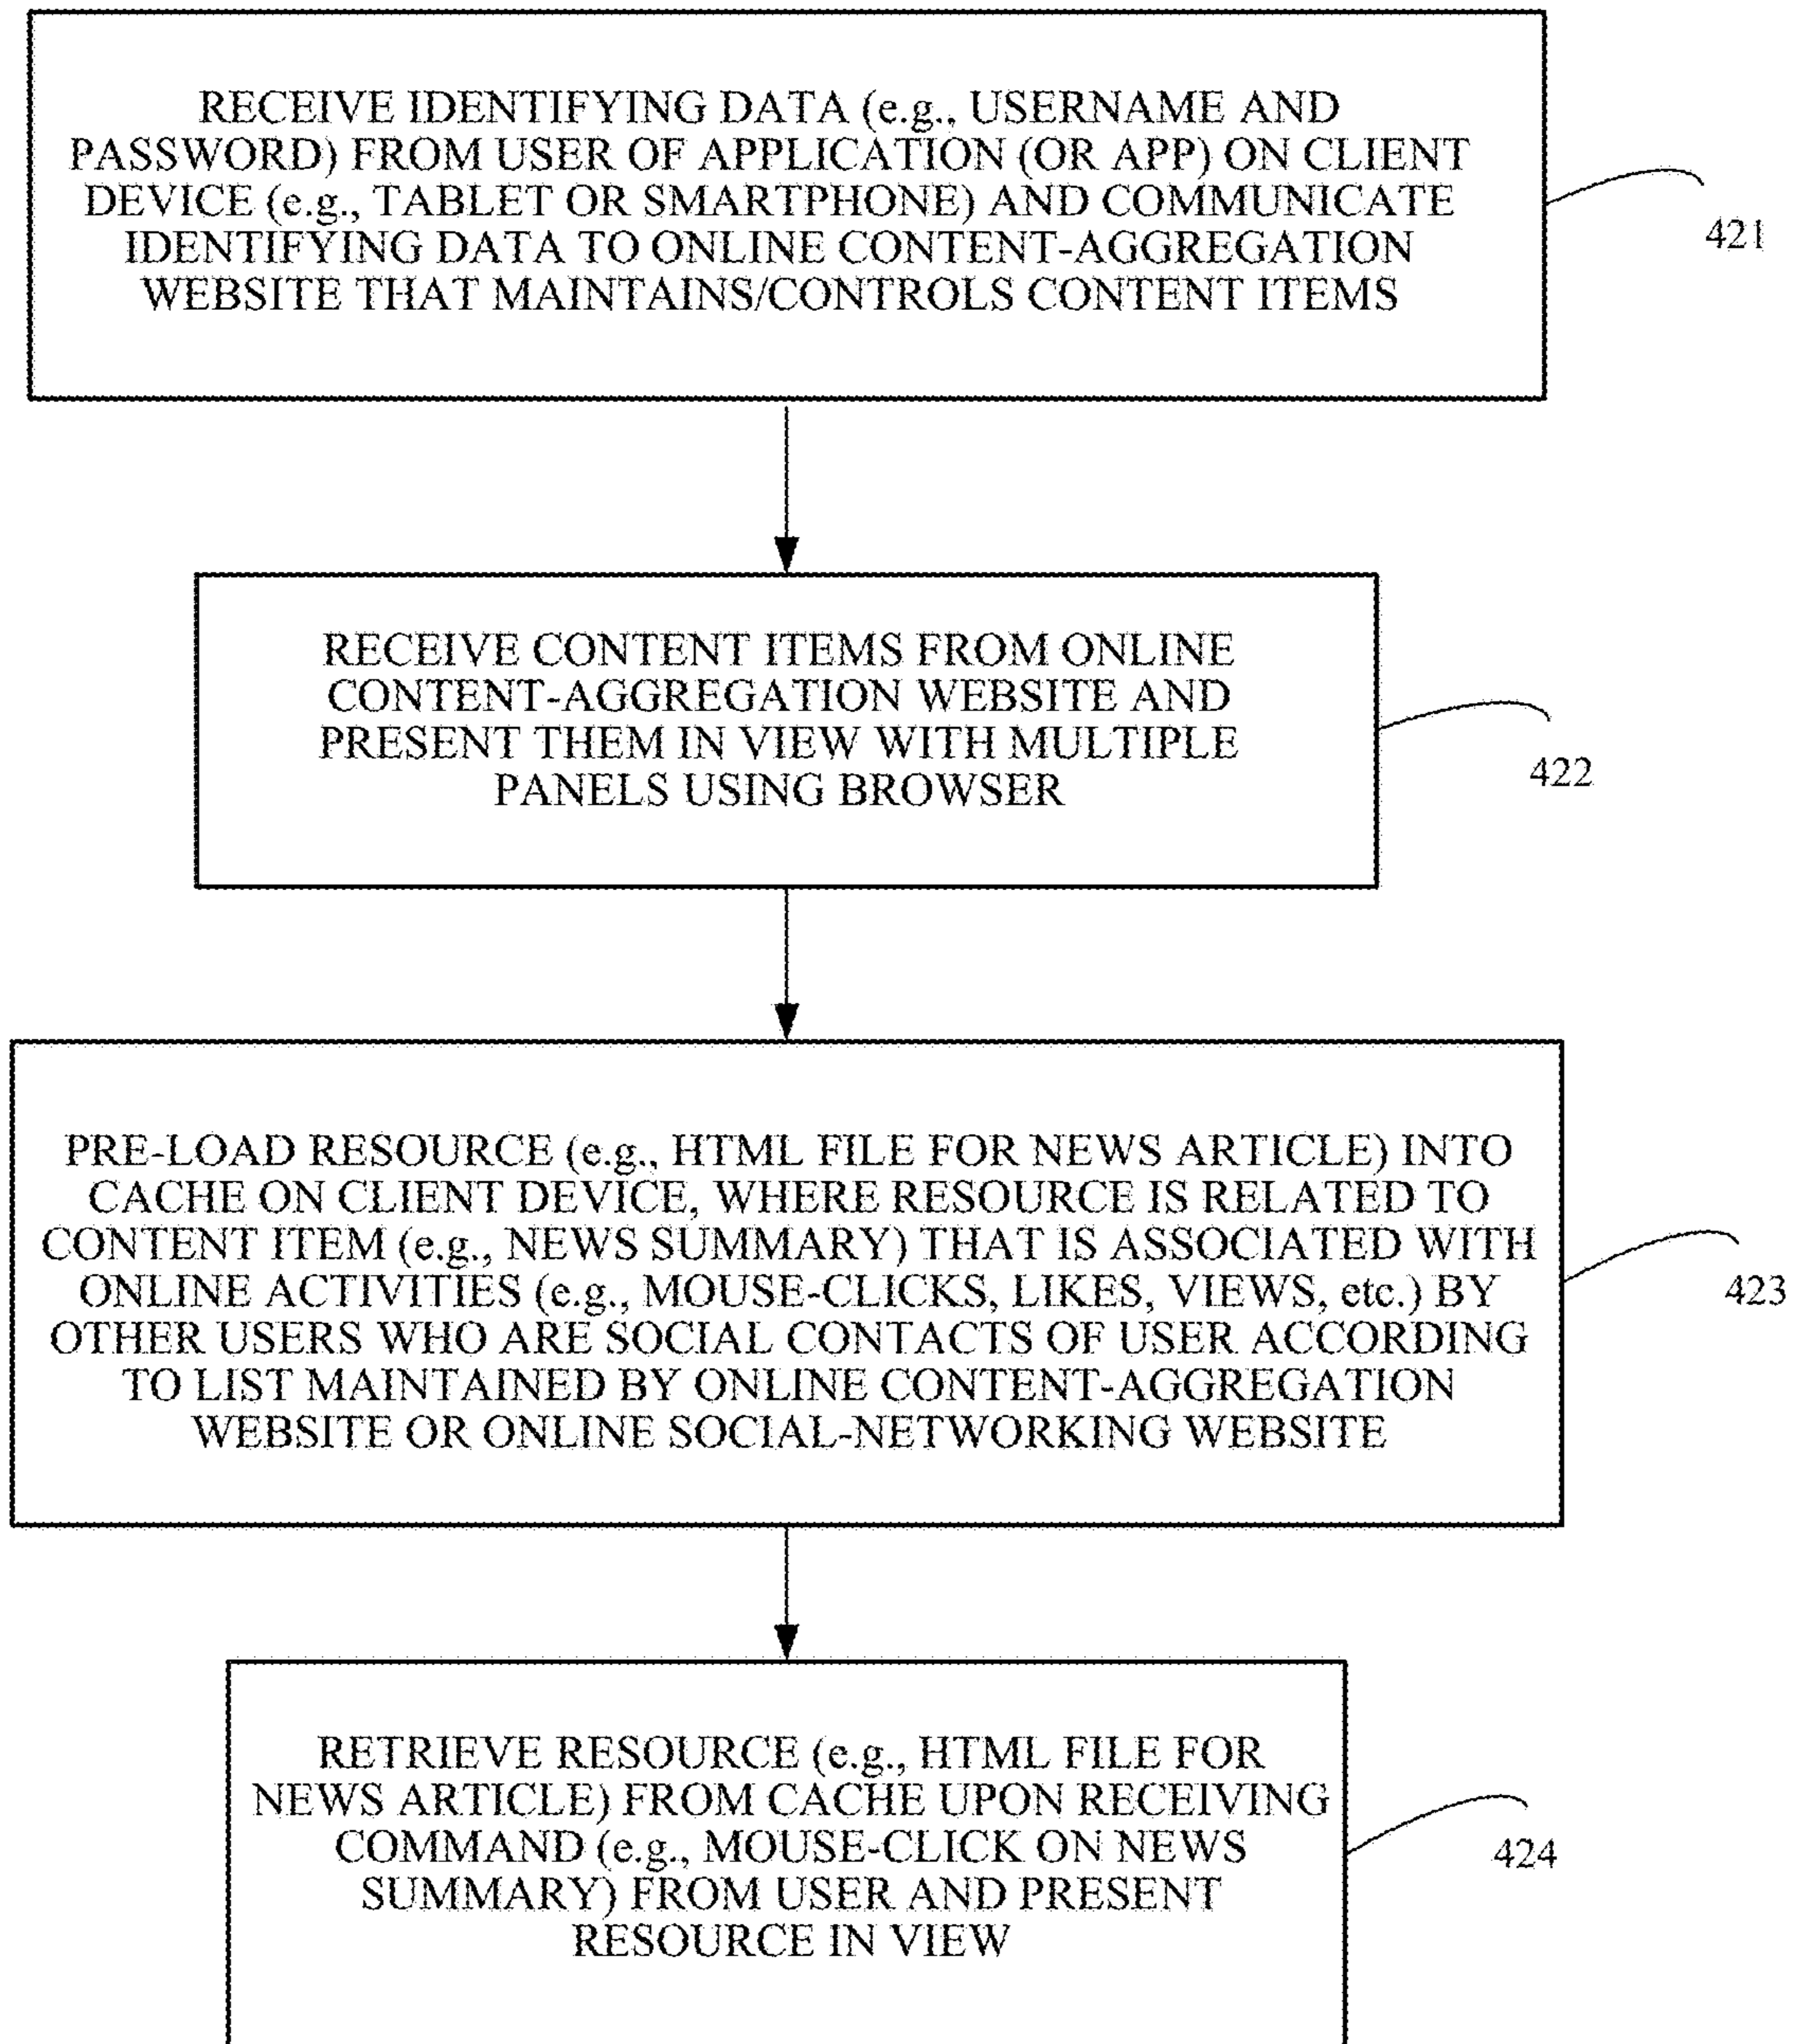 RECEIVE IDENTIFYING DATA (e.g., USERNAME AND
PASSWORD) FROM USER OF APPLICATION (OR APP) ON CLIENT
DEVICE (e.g., TABLET OR SMARTPHONE) AND COMMUNICATE
IDENTIFYING DATA TO ONLINE CONTENT-AGGREGATION
WEBSITE THAT MAINTAINS/CONTROLS CONTENT ITEMS
421
RECEIVE CONTENT ITEMS FROM ONLINE
CONTENT-AGGREGATION WEBSITE AND
PRESENT THEM IN VIEW WITH MULTIPLE
PANELS USING BROWSER
422
PRE-LOAD RESOURCE (e.g., HTML FILE FOR NEWS ARTICLE) INTO
CACHE ON CLIENT DEVICE, WHERE RESOURCE IS RELATED TO
CONTENT ITEM (e.g., NEWS SUMMARY) THAT IS ASSOCIATED WITH
ONLINE ACTIVITIES (e.g., MOUSE-CLICKS, LIKES, VIEWS, etc.) BY
OTHER USERS WHO ARE SOCIAL CONTACTS OF USER ACCORDING
TO LIST MAINTAINED BY ONLINE CONTENT-AGGREGATION
WEBSITE OR ONLINE SOCIAL-NETWORKING WEBSITE
423
RETRIEVE RESOURCE (e.g., HTML FILE FOR
NEWS ARTICLE) FROM CACHE UPON RECEIVING
COMMAND (e.g., MOUSE-CLICK ON NEWS
SUMMARY) FROM USER AND PRESENT
RESOURCE IN VIEW
424